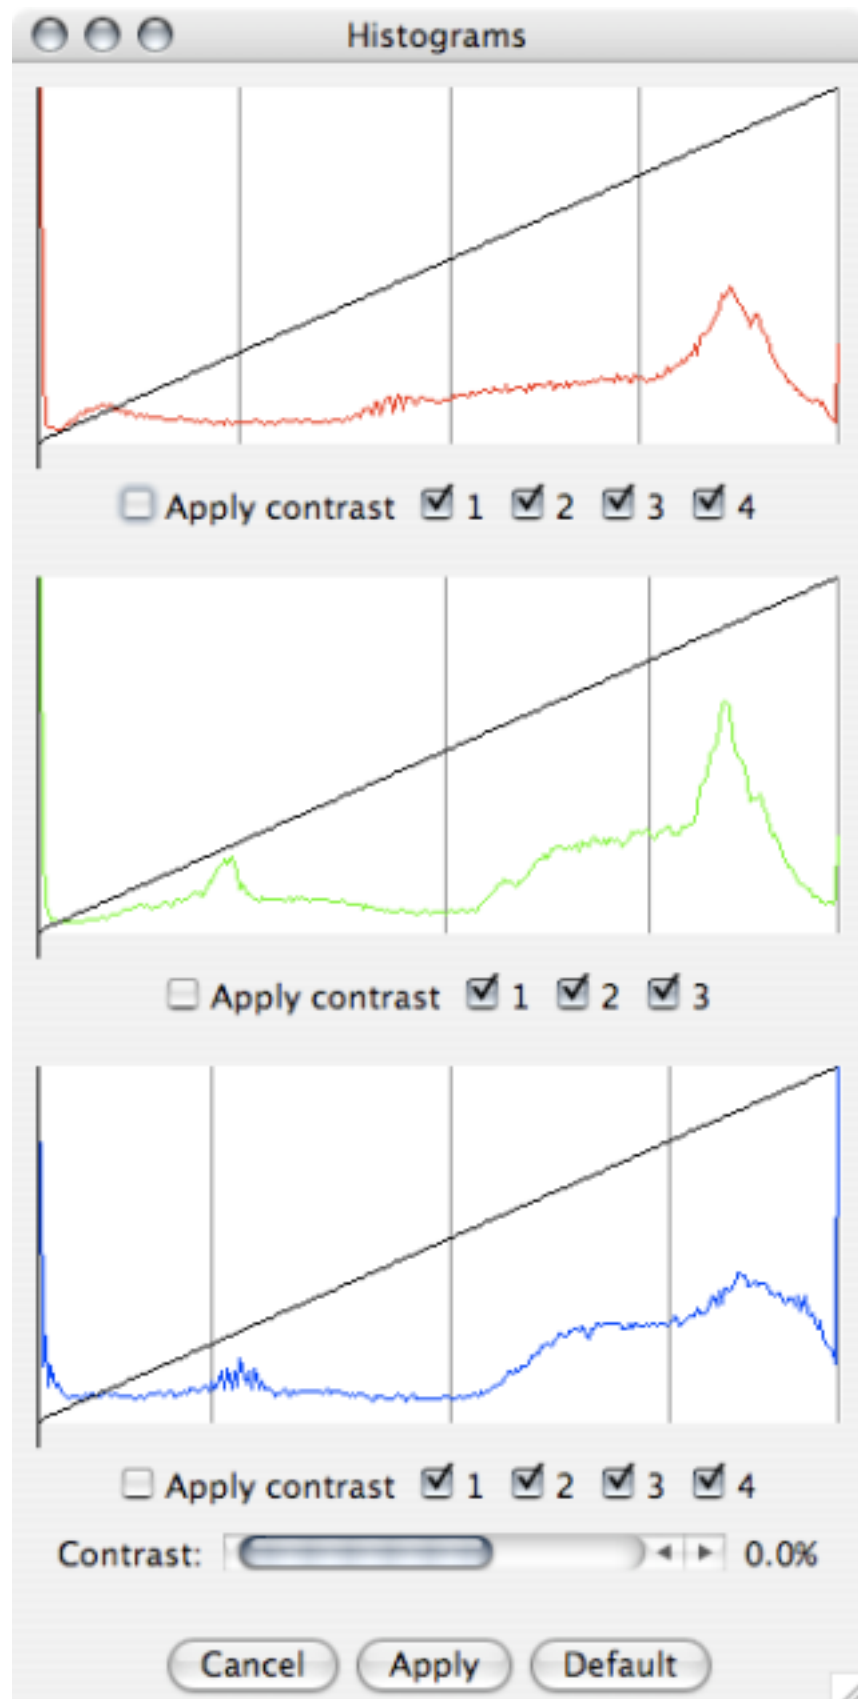 Histograms
Apply contrast 1 2 3 4
Apply contrast 1 2 3
Apply contrast 1 2 3 4
Contrast: 0.0%
Cancel Apply Default